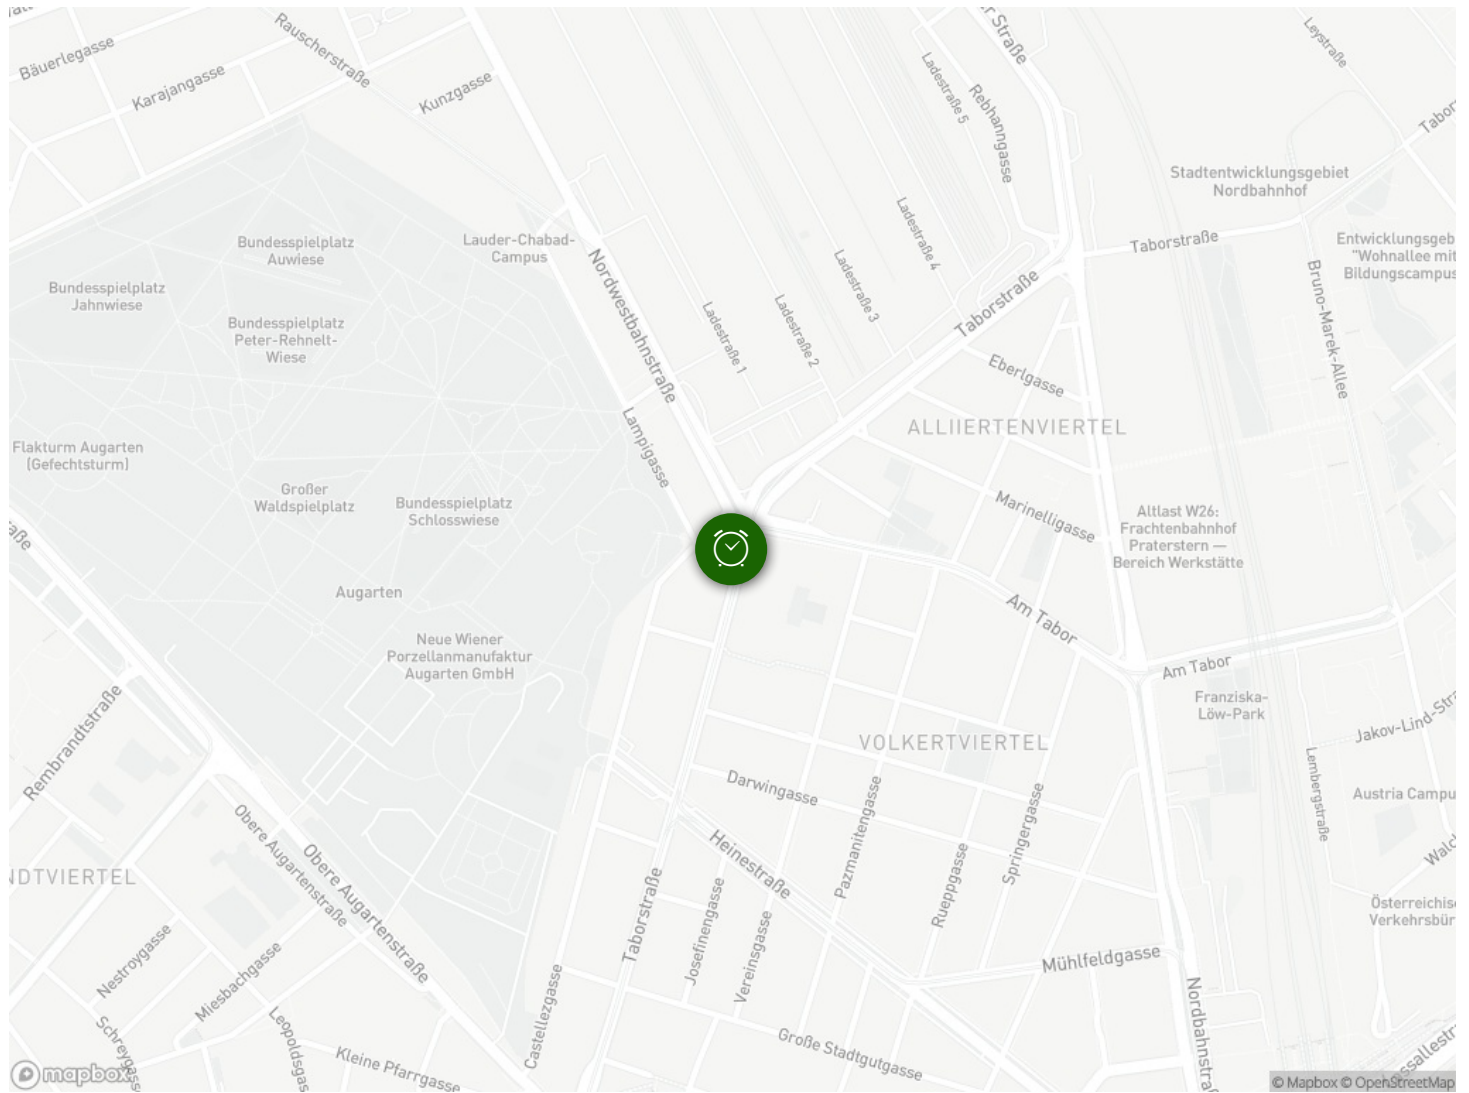 Bäuerlegasse
Karajangasse
Rauscherstraße
Kunzgasse
Ladestraße 5
Rebhanngasse
Leystraße
Stadtentwicklungsgebiet
Nordbahnhof
Bundesspielplatz
Auwiese
Lauder-Chabad-
Campus
Nordwestbahnstraße
Ladestraße 4
Taborstraße
Entwicklungsgeb
"Wohnallee mit
Bildungscampus
Bundesspielplatz
Jahnwiese
Bundesspielplatz
Peter-Rehnelt-
Wiese
Ladestraße 1
Ladestraße 2
Ladestraße 3
Taborstraße
Bruno-Marek-Allee
Eberlgasse
Lampigasse
ALLIIERTENVIERTEL
Flakturm Augarten
(Gefechtsturm)
Großer
Waldspielplatz
Bundesspielplatz
Schlosswiese
Marinelligasse
Altlast W26:
Frachtenbahnhof
Praterstern —
Bereich Werkstätte
Augarten
Am Tabor
Neue Wiener
Porzellanmanufaktur
Augarten GmbH
Am Tabor
Franziska-
Löw-Park
Rembrandtstraße
VOLKERTVIERTEL
Jakov-Lind-Stra
Darwingasse
Lembergstraße
Austria Campu
Obere Augartenstraße
Obere Augartenstraße
Heinestraße
Pazmanitengasse
Rueppgasse
Springergasse
NDTVIERTEL
Österreichis
Verkehrsbür
Taborstraße
Josefinengasse
Vereinsgasse
Mühlfeldgasse
Nestroygasse
Miesbachgasse
Castellezgasse
Nordbahnstra
Schreygasse
Leopoldsgas
Kleine Pfarrgasse
Große Stadtgutgasse
mapbox
© Mapbox © OpenStreetMap